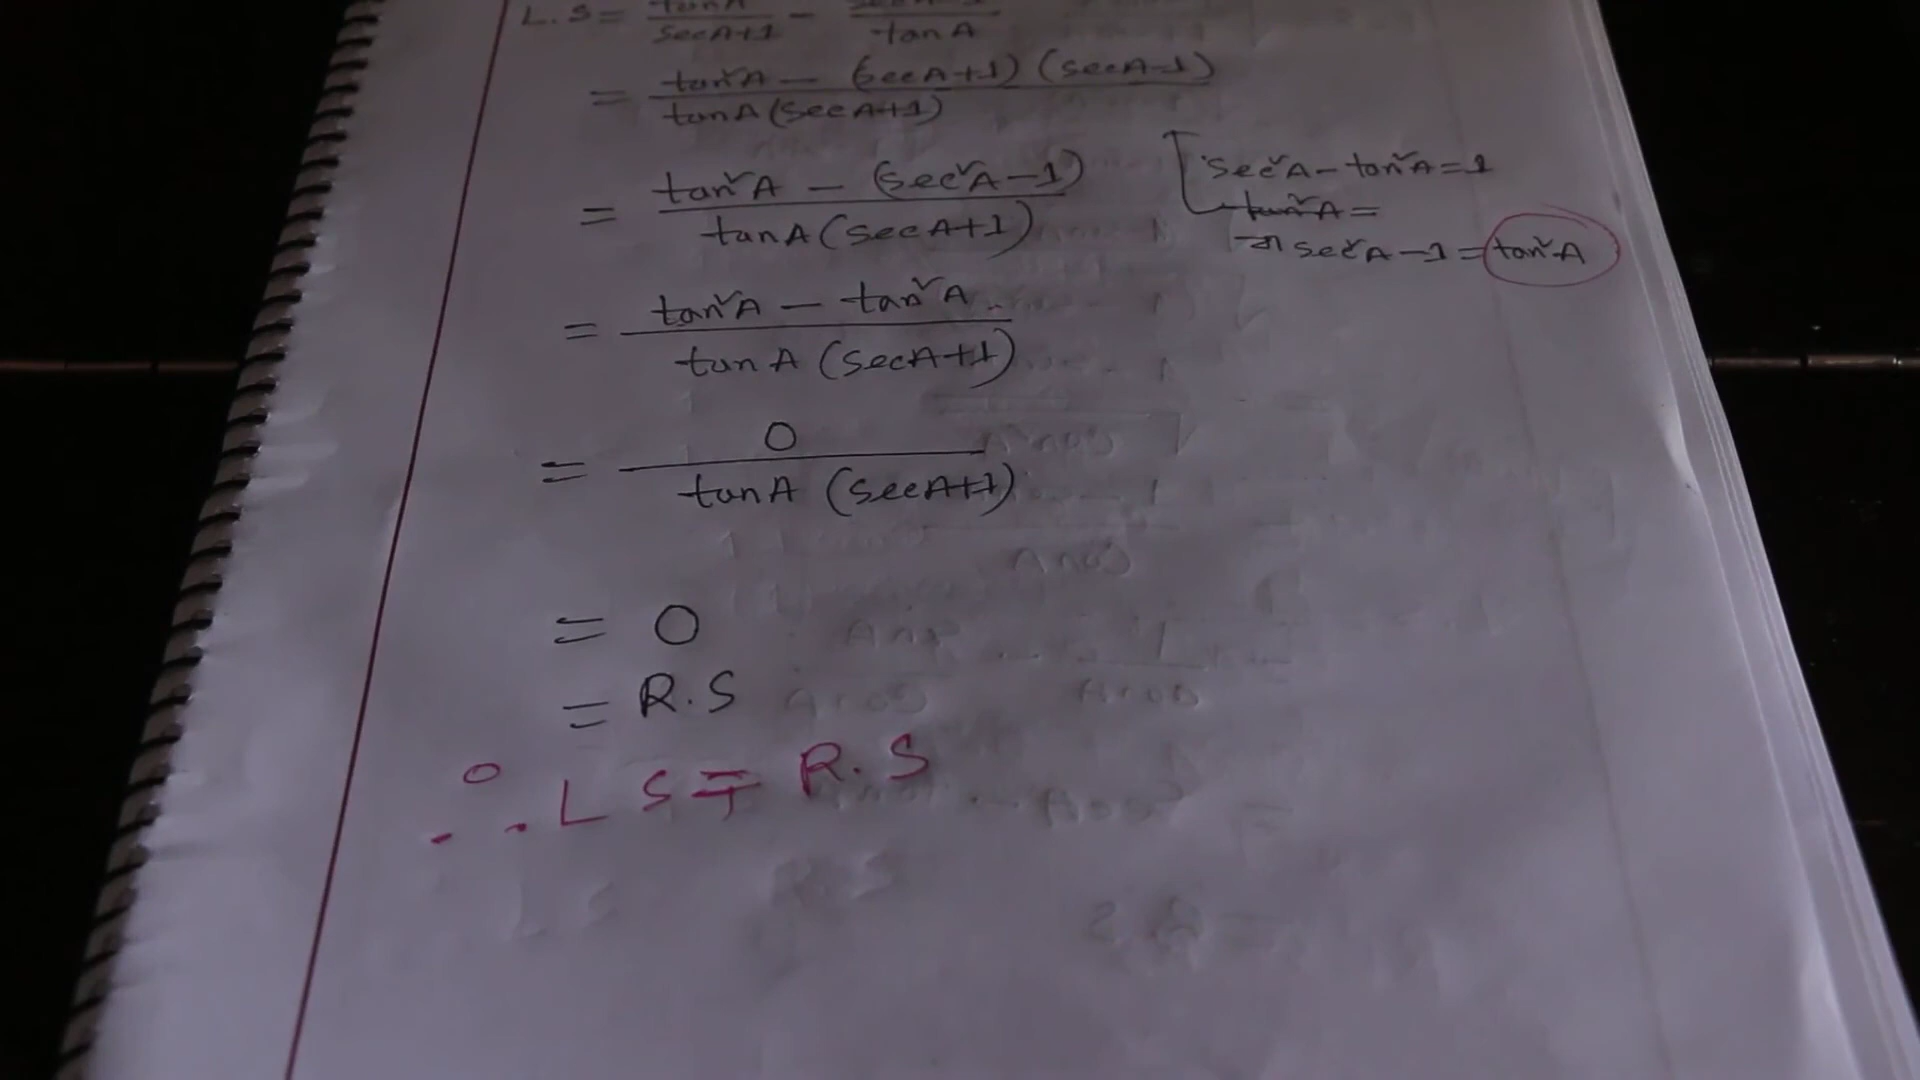 L.S = tanA/secA+1 - secA-1/tanA
= tan²A - (secA+1) (secA-1)/tanA(secA+1)
= tan²A - (sec²A-1)/tanA(secA+1)
sec²A - tan²A = 1
tan²A =
⇒ sec²A - 1 = tan²A
= tan²A - tan²A/tanA (secA+1)
= 0/tanA (secA+1)
= 0
= R.S
∴ L S = R.S